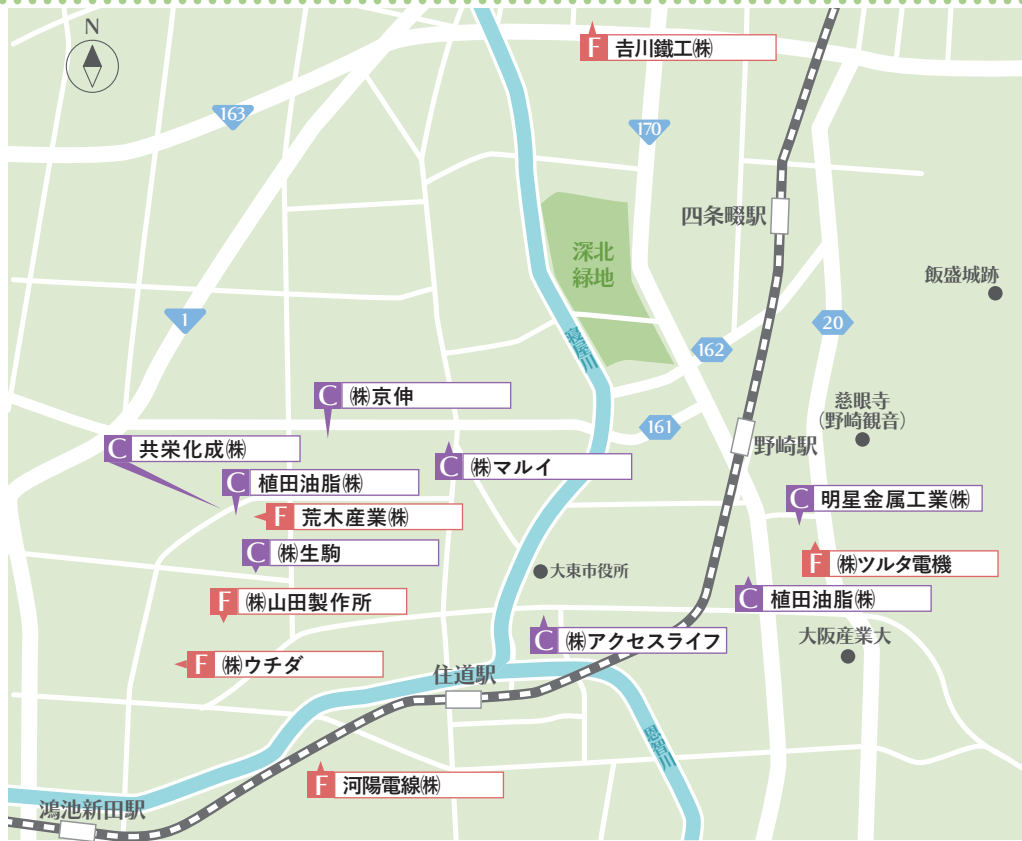 N
F 吉川鐵工㈱
163
170
四条畷駅
深北
緑地
飯盛城跡
1
20
寝屋川
162
C ㈱京伸
慈眼寺
(野崎観音)
161
C 共栄化成㈱
野崎駅
C ㈱マルイ
C 植田油脂㈱
C 明星金属工業㈱
F 荒木産業㈱
C ㈱生駒
F ㈱ツルタ電機
大東市役所
F ㈱山田製作所
C 植田油脂㈱
C ㈱アクセスライフ
大阪産業大
F ㈱ウチダ
住道駅
恩智川
F 河陽電線㈱
鴻池新田駅